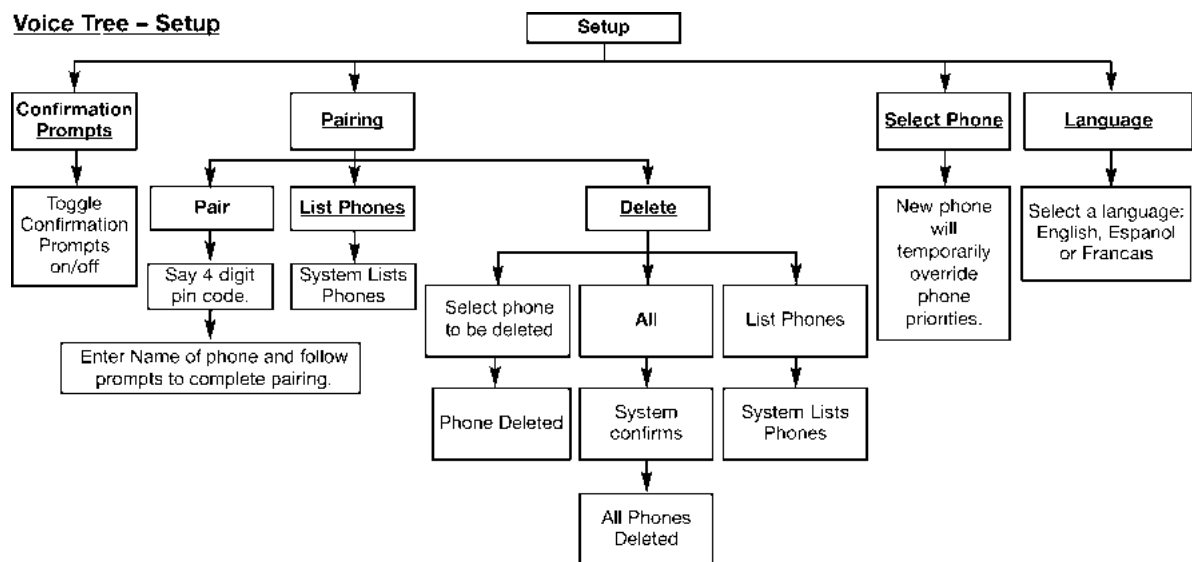 Voice Tree – Setup
Setup
Confirmation
Prompts
Pairing
Select Phone
Language
Toggle
Confirmation
Prompts
on/off
Pair
List Phones
Delete
New phone
will
temporarily
override
phone
priorities.
Select a language:
English, Espanol
or Francais
Say 4 digit
pin code.
System Lists
Phones
Select phone
to be deleted
All
List Phones
Enter Name of phone and follow
prompts to complete pairing.
Phone Deleted
System
confirms
System Lists
Phones
All Phones
Deleted